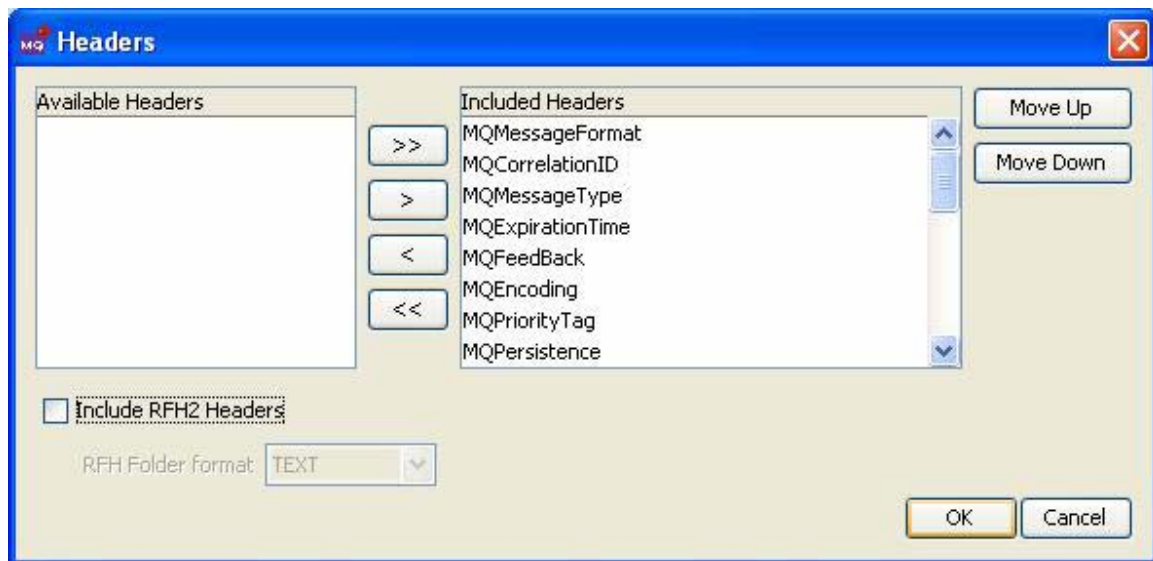 MQ Headers
Available Headers
>>
>
<
<<
Included Headers
MQMessageFormat
MQCorrelationID
MQMessageType
MQExpirationTime
MQFeedBack
MQEncoding
MQPriorityTag
MQPersistence
Move Up
Move Down
Include RFH2 Headers
RFH Folder format TEXT
OK Cancel